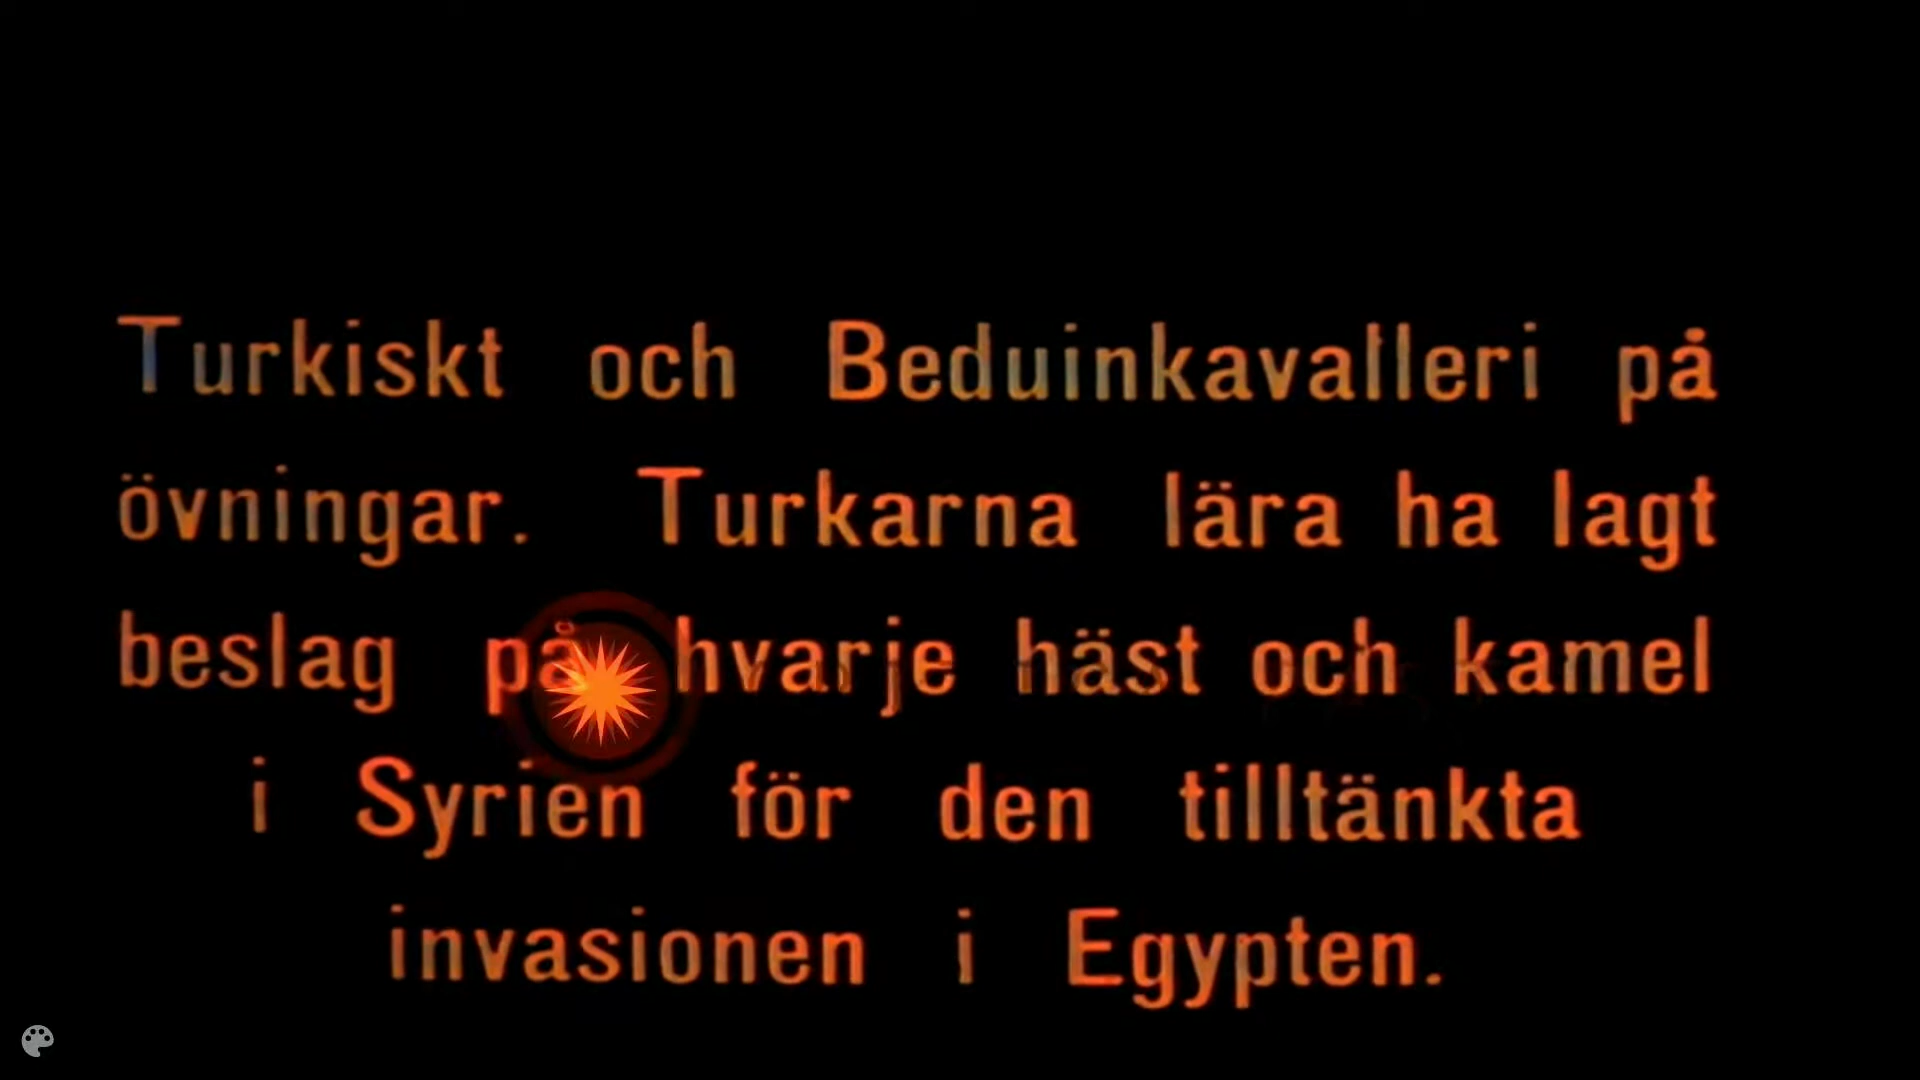 Turkiskt och Beduinkavalleri på
övningar. Turkarna lära ha lagt
beslag på hvarje häst och kamel
i Syrien för den tilltänkta
invasionen i Egypten.